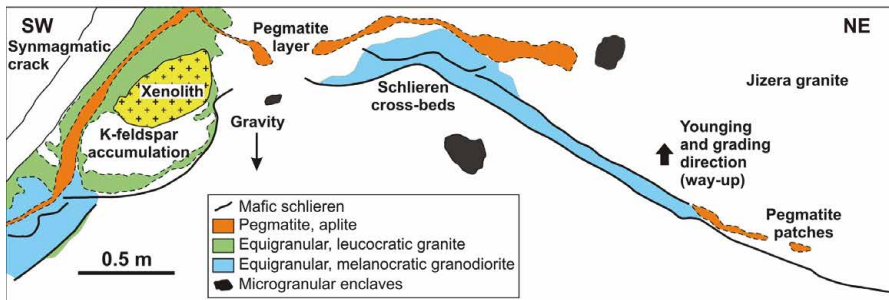 SW
NE
Synmagmatic
crack
Pegmatite
layer
Xenolith
K-feldspar
accumulation
Gravity
Schlieren
cross-beds
Jizera granite
Younging
and grading
direction
(way-up)
Pegmatite
patches
0.5 m
Mafic schlieren
Pegmatite, aplite
Equigranular, leucocratic granite
Equigranular, melanocratic granodiorite
Microgranular enclaves